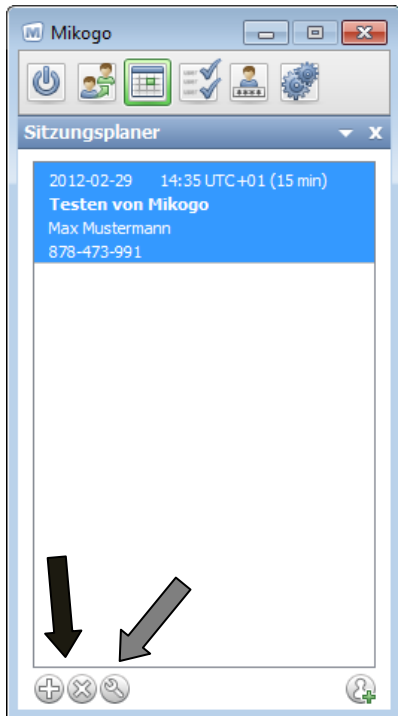 Mikogo
Sitzungsplaner
2012-02-29 14:35 UTC+01 (15 min)
Testen von Mikogo
Max Mustermann
878-473-991